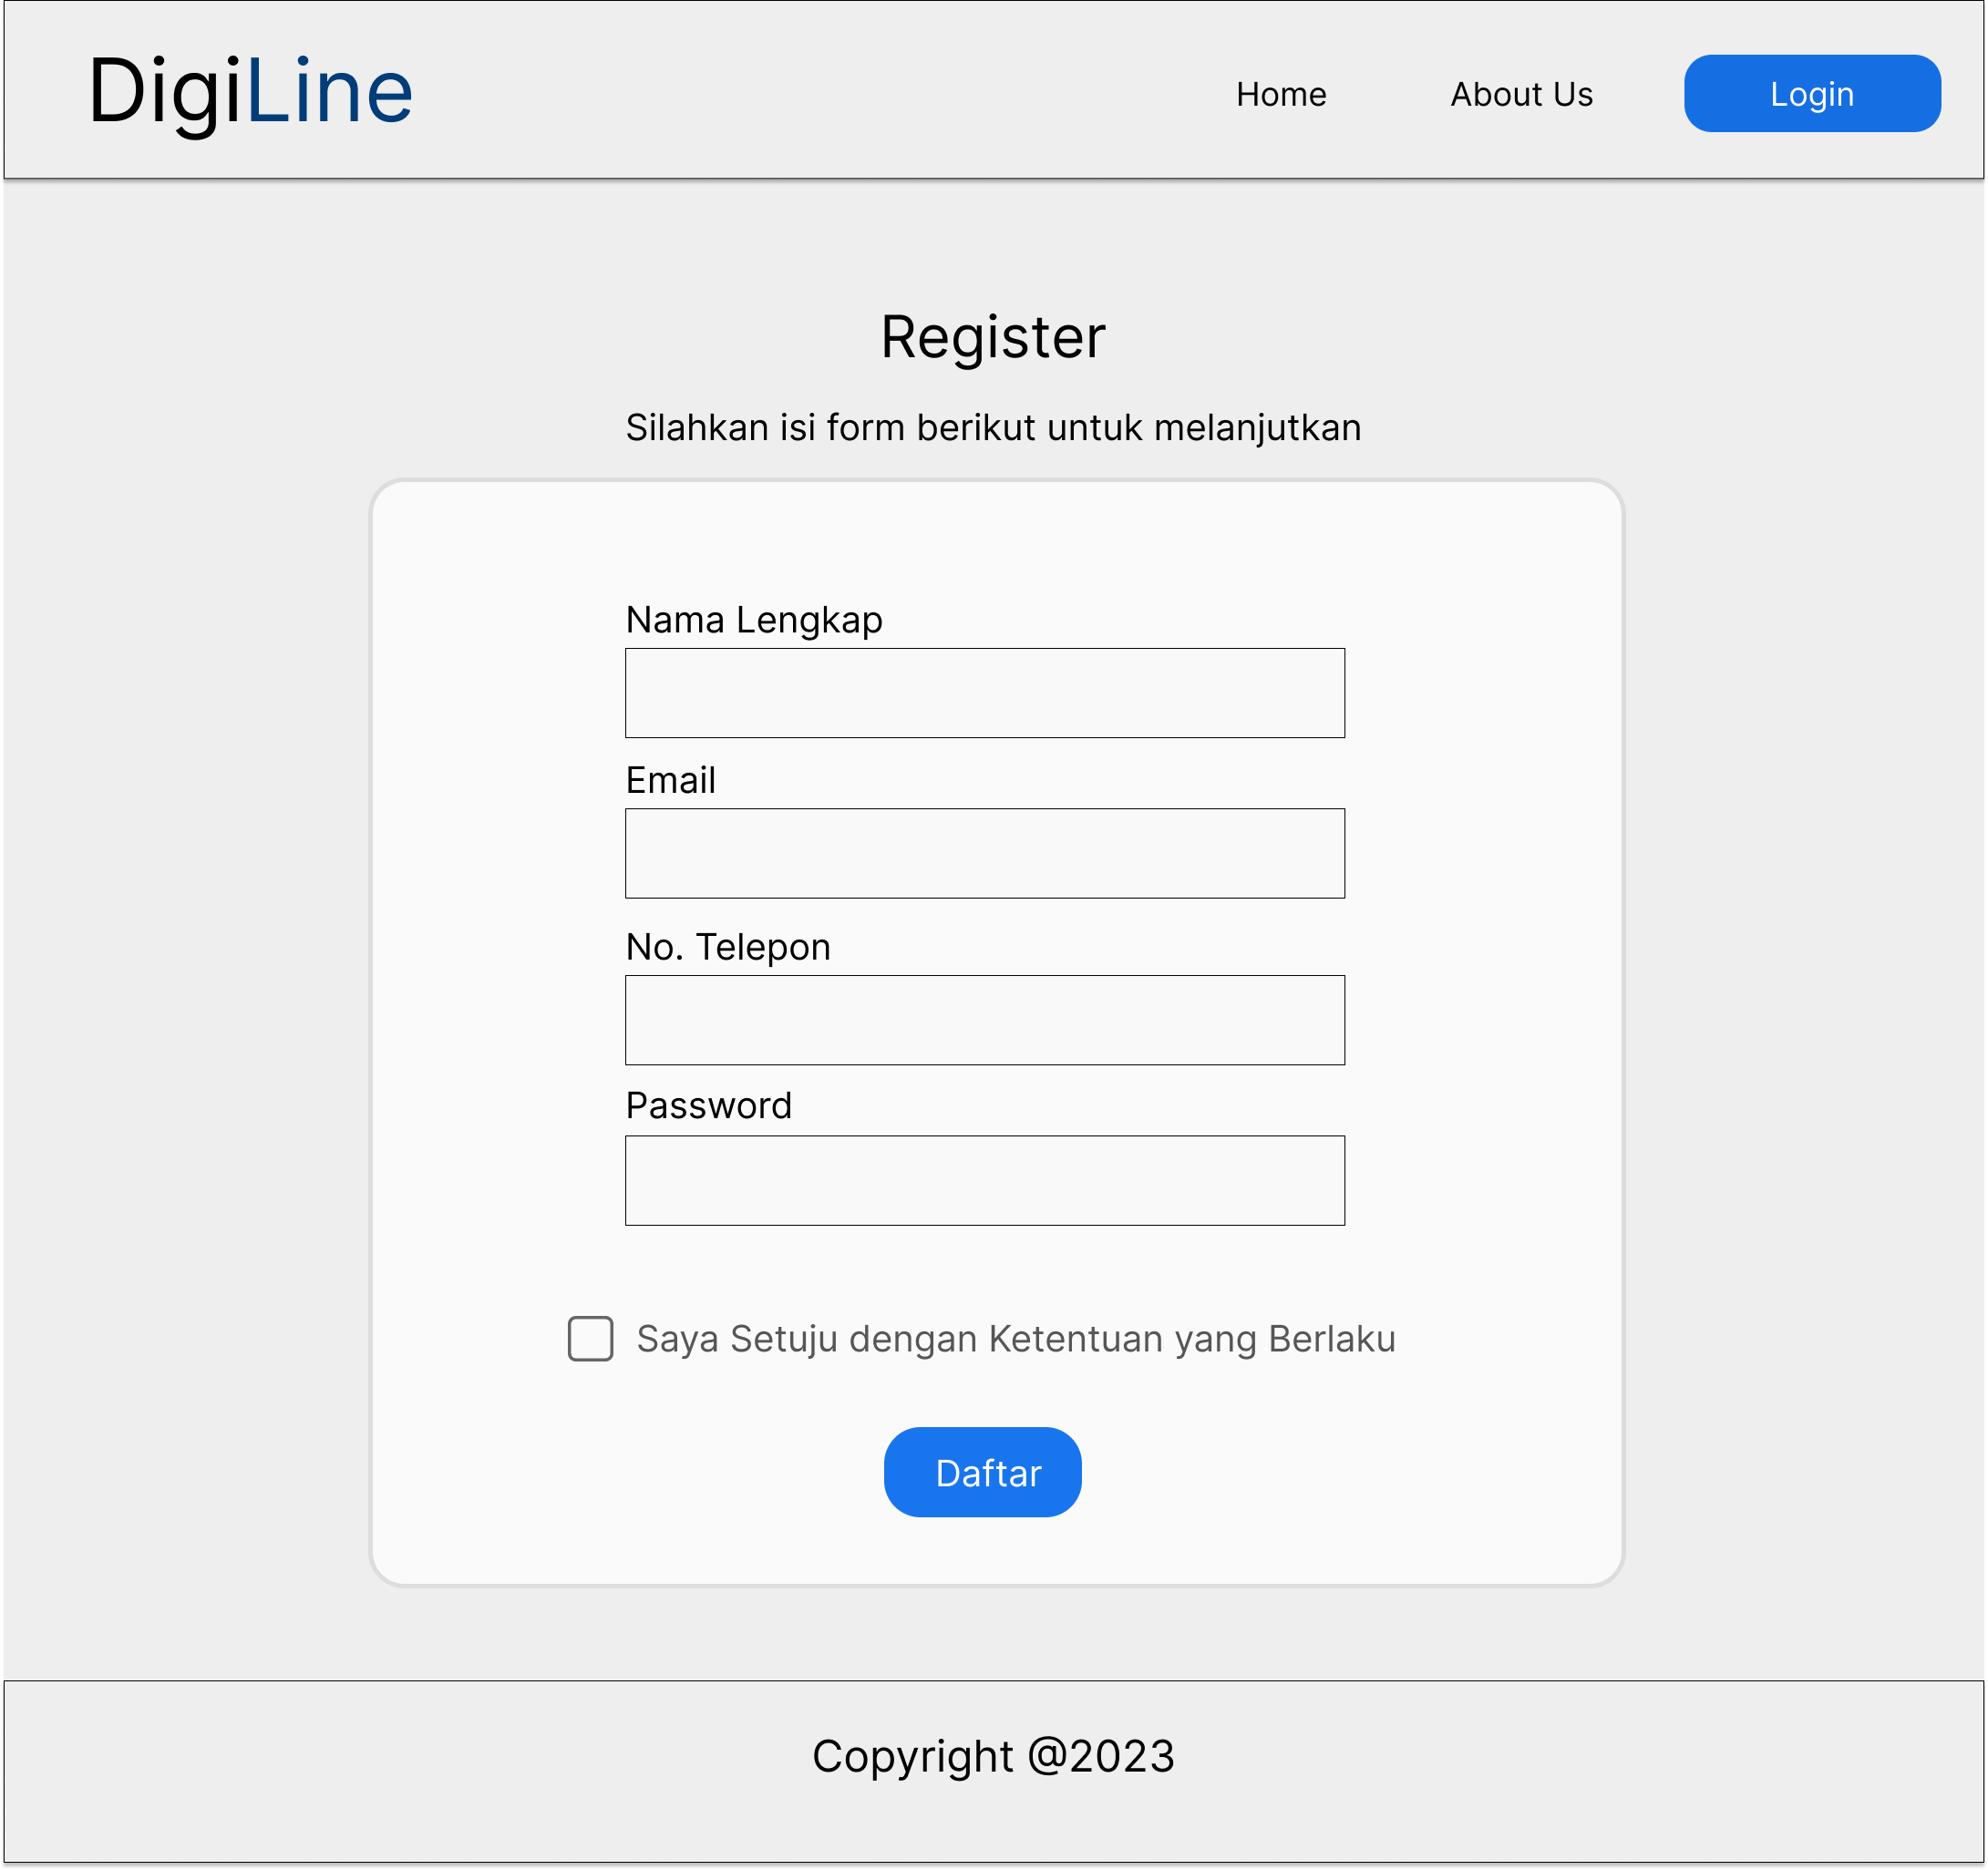 DigiLine
Home About Us Login
Register
Silahkan isi form berikut untuk melanjutkan
Nama Lengkap
Email
No. Telepon
Password
Saya Setuju dengan Ketentuan yang Berlaku
Daftar
Copyright @2023